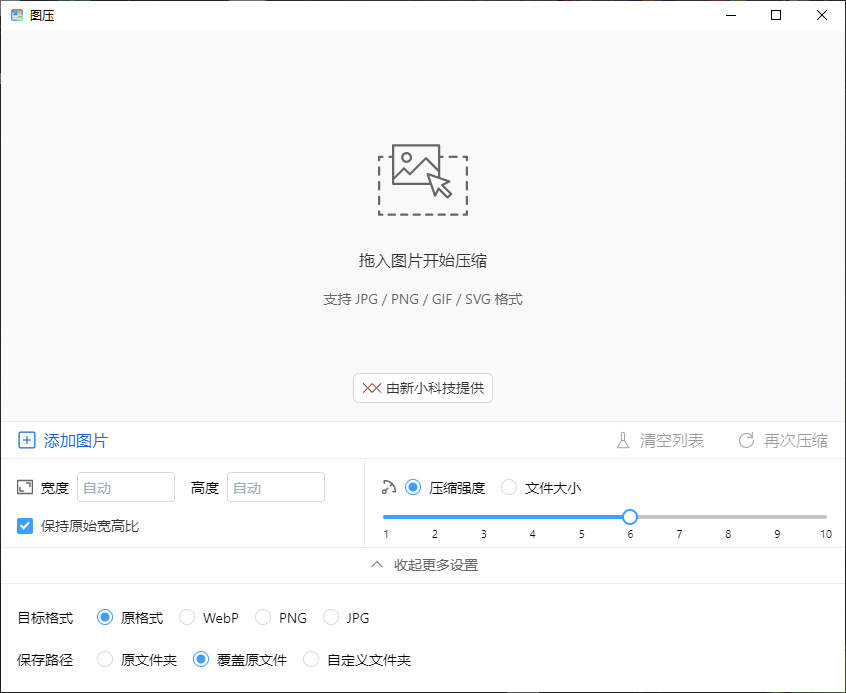 图压
拖入图片开始压缩
支持 JPG / PNG / GIF / SVG 格式
由新小科技提供
添加图片 清空列表 再次压缩
宽度 自动 高度 自动 压缩强度 文件大小
保持原始宽高比
1 2 3 4 5 6 7 8 9 10
收起更多设置
目标格式 原格式 WebP PNG JPG
保存路径 原文件夹 覆盖原文件 自定义文件夹